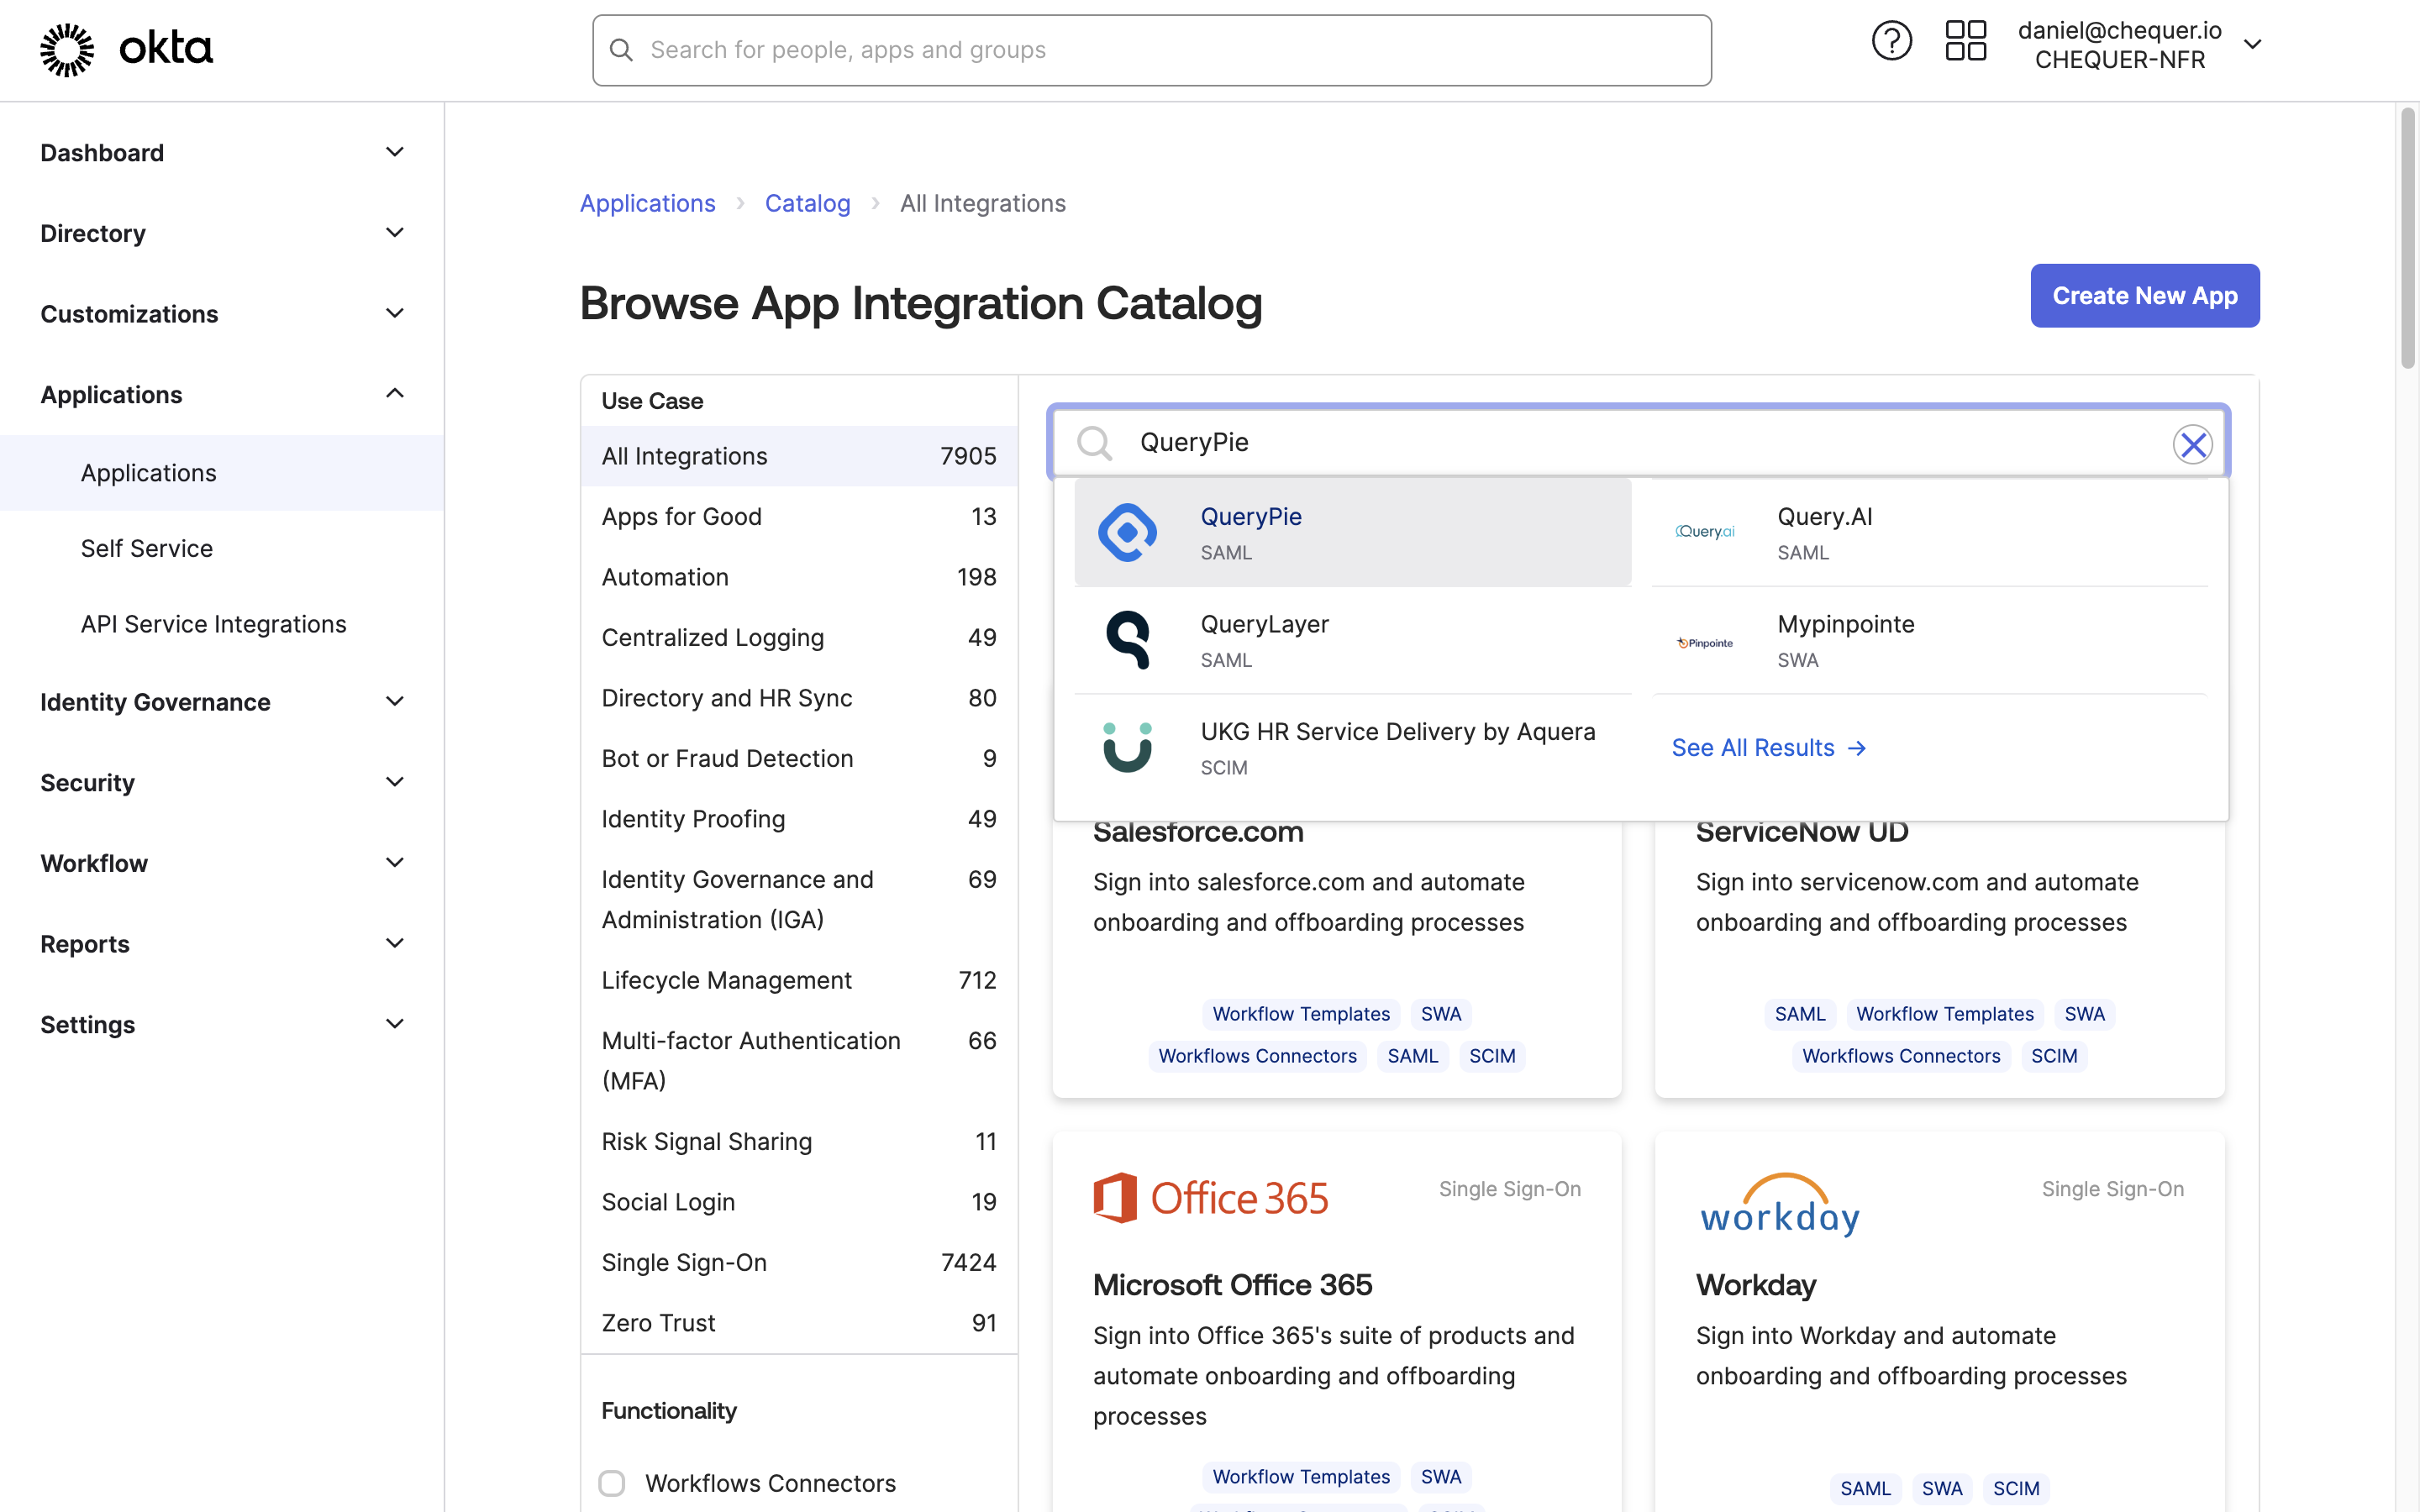 okta
Search for people, apps and groups
daniel@chequer.io
CHEQUER-NFR
Dashboard
Directory
Customizations
Applications
Applications
Self Service
API Service Integrations
Identity Governance
Security
Workflow
Reports
Settings
Applications
Catalog
All Integrations
Browse App Integration Catalog
Create New App
Use Case
All Integrations 7905
Apps for Good 13
Automation 198
Centralized Logging 49
Directory and HR Sync 80
Bot or Fraud Detection 9
Identity Proofing 49
Identity Governance and 69
Administration (IGA)
Lifecycle Management 712
Multi-factor Authentication 66
(MFA)
Risk Signal Sharing 11
Social Login 19
Single Sign-On 7424
Zero Trust 91
Functionality
Workflows Connectors
QueryPie
QueryPie
SAML
Query.ai
Query.AI
SAML
QueryLayer
SAML
Pinpointe
Mypinpointe
SWA
UKG HR Service Delivery by Aquera
SCIM
See All Results
Salesforce.com
Sign into salesforce.com and automate
onboarding and offboarding processes
Workflow Templates SWA
Workflows Connectors SAML SCIM
ServiceNow UD
Sign into servicenow.com and automate
onboarding and offboarding processes
SAML Workflow Templates SWA
Workflows Connectors SCIM
Office 365
Single Sign-On
Microsoft Office 365
Sign into Office 365's suite of products and
automate onboarding and offboarding
processes
Workflow Templates SWA
workday
Single Sign-On
Workday
Sign into Workday and automate
onboarding and offboarding processes
SAML SWA SCIM